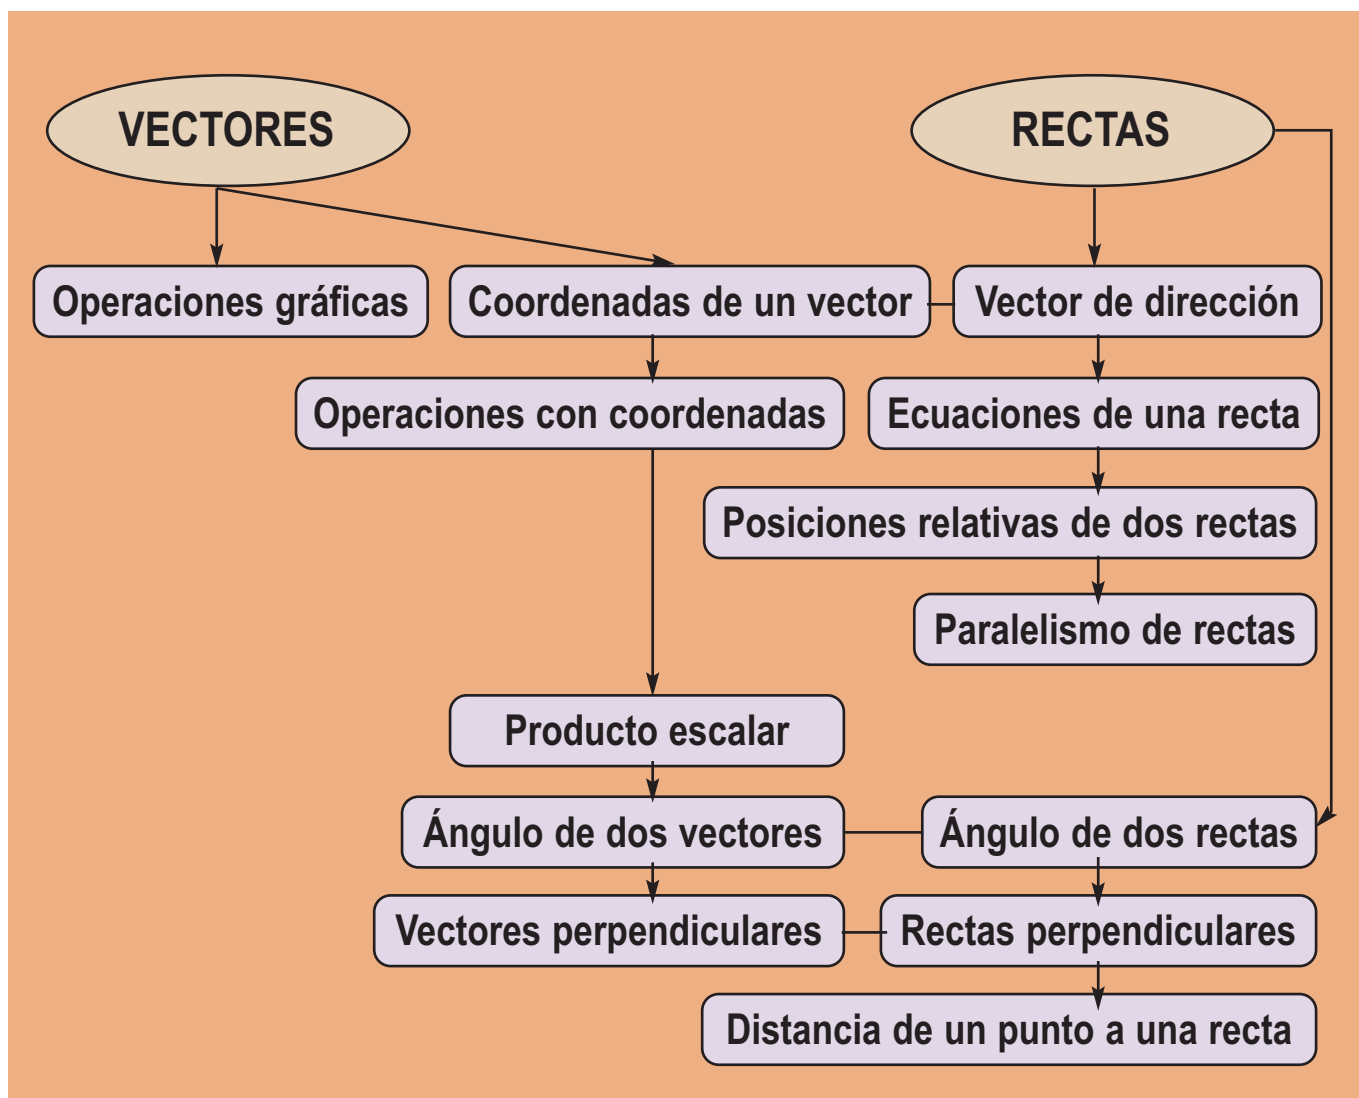 VECTORES
RECTAS
Operaciones gráficas
Coordenadas de un vector
Vector de dirección
Operaciones con coordenadas
Ecuaciones de una recta
Posiciones relativas de dos rectas
Paralelismo de rectas
Producto escalar
Ángulo de dos vectores
Ángulo de dos rectas
Vectores perpendiculares
Rectas perpendiculares
Distancia de un punto a una recta